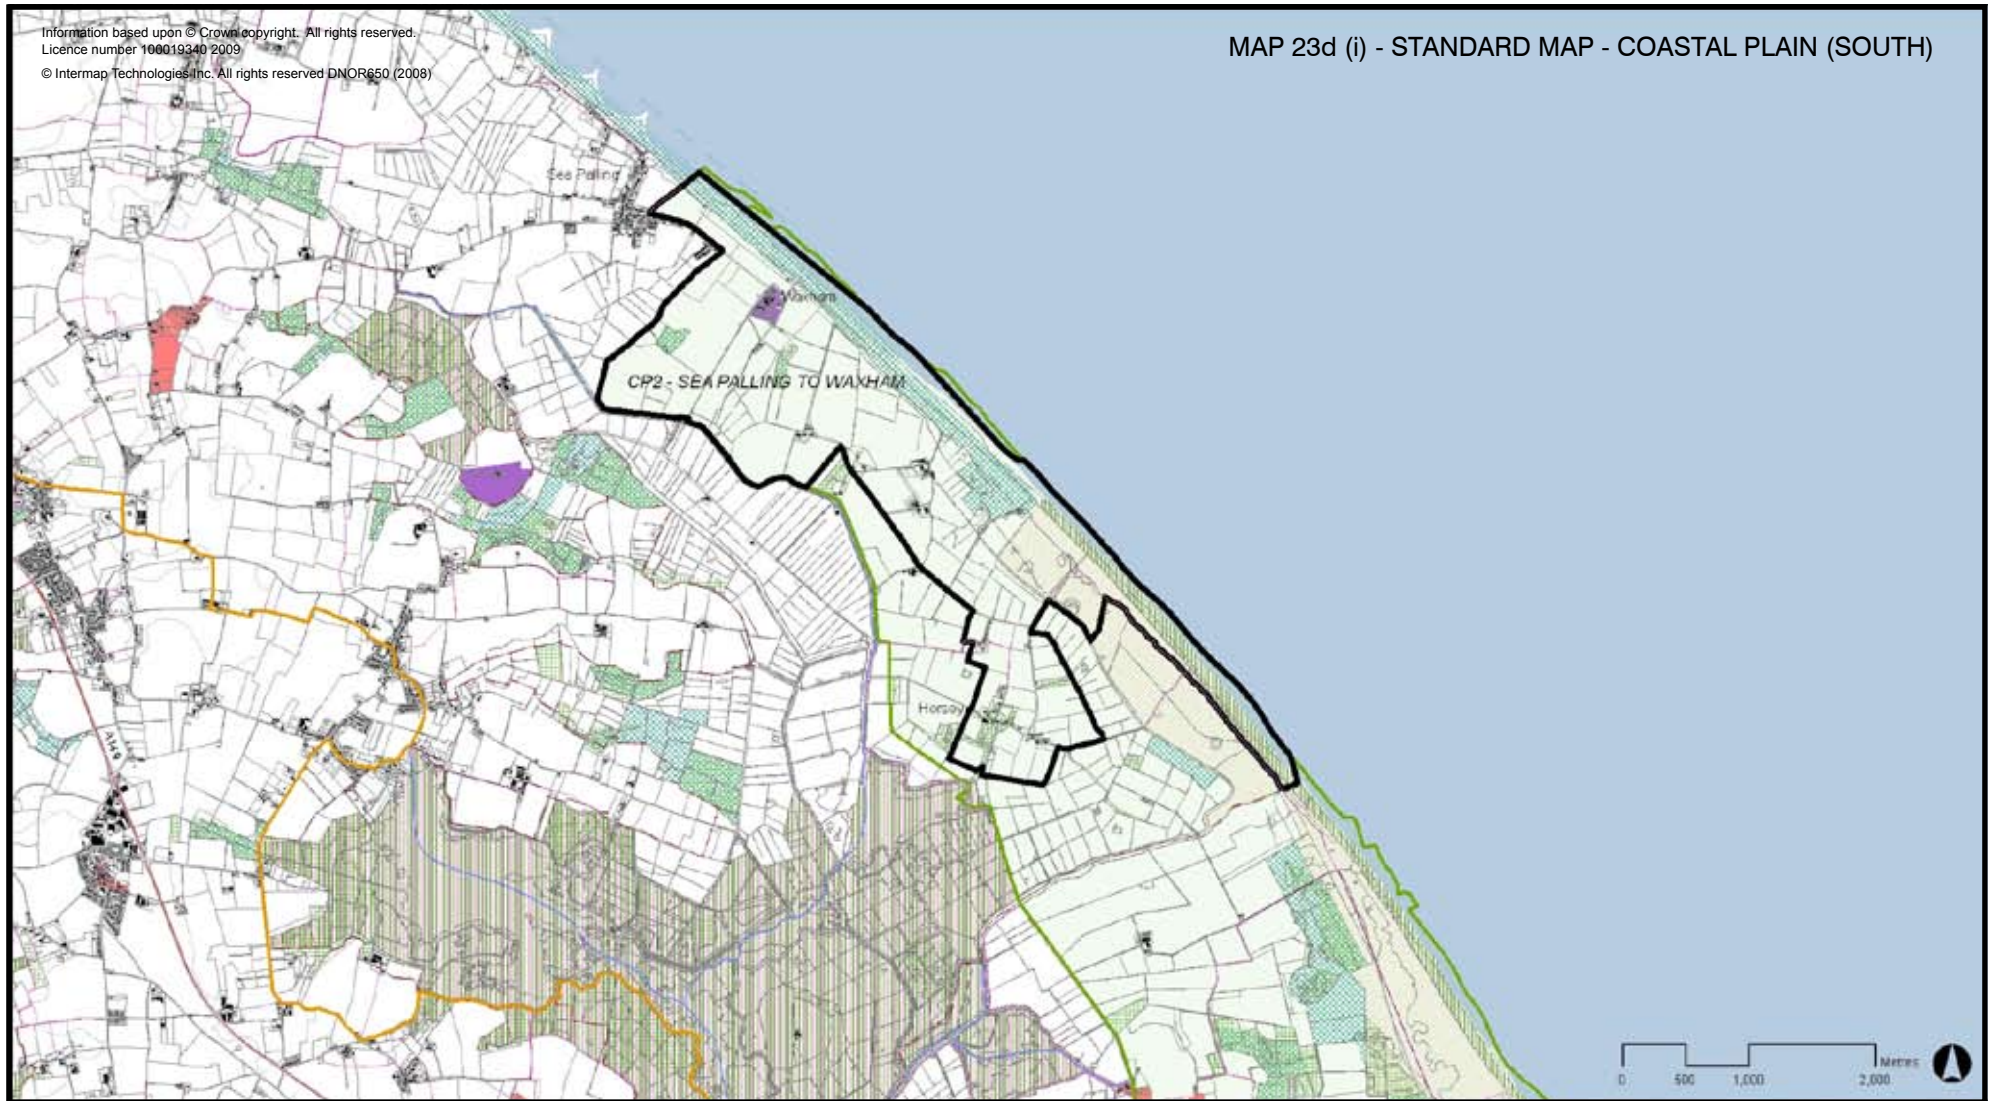 Information based upon © Crown copyright. All rights reserved.
Licence number 100019340 2009
© Intermap Technologies Inc. All rights reserved DNOR650 (2008)
MAP 23d (i) - STANDARD MAP - COASTAL PLAIN (SOUTH)
Sea Palling
Waxham
CP2 - SEA PALLING TO WAXHAM
Horsey
A149
Metres
0 500 1,000 2,000